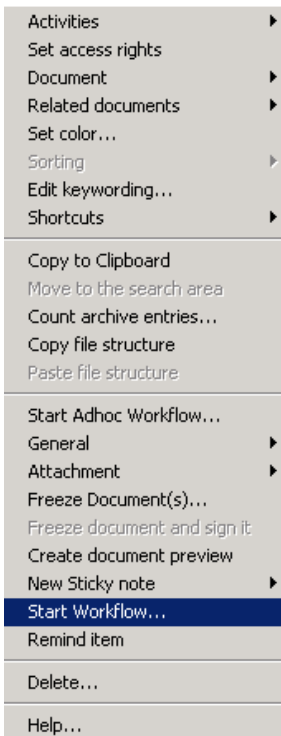 Activities
Set access rights
Document
Related documents
Set color...
Sorting
Edit keywording...
Shortcuts
Copy to Clipboard
Move to the search area
Count archive entries...
Copy file structure
Paste file structure
Start Adhoc Workflow...
General
Attachment
Freeze Document(s)...
Freeze document and sign it
Create document preview
New Sticky note
Start Workflow...
Remind item
Delete...
Help...